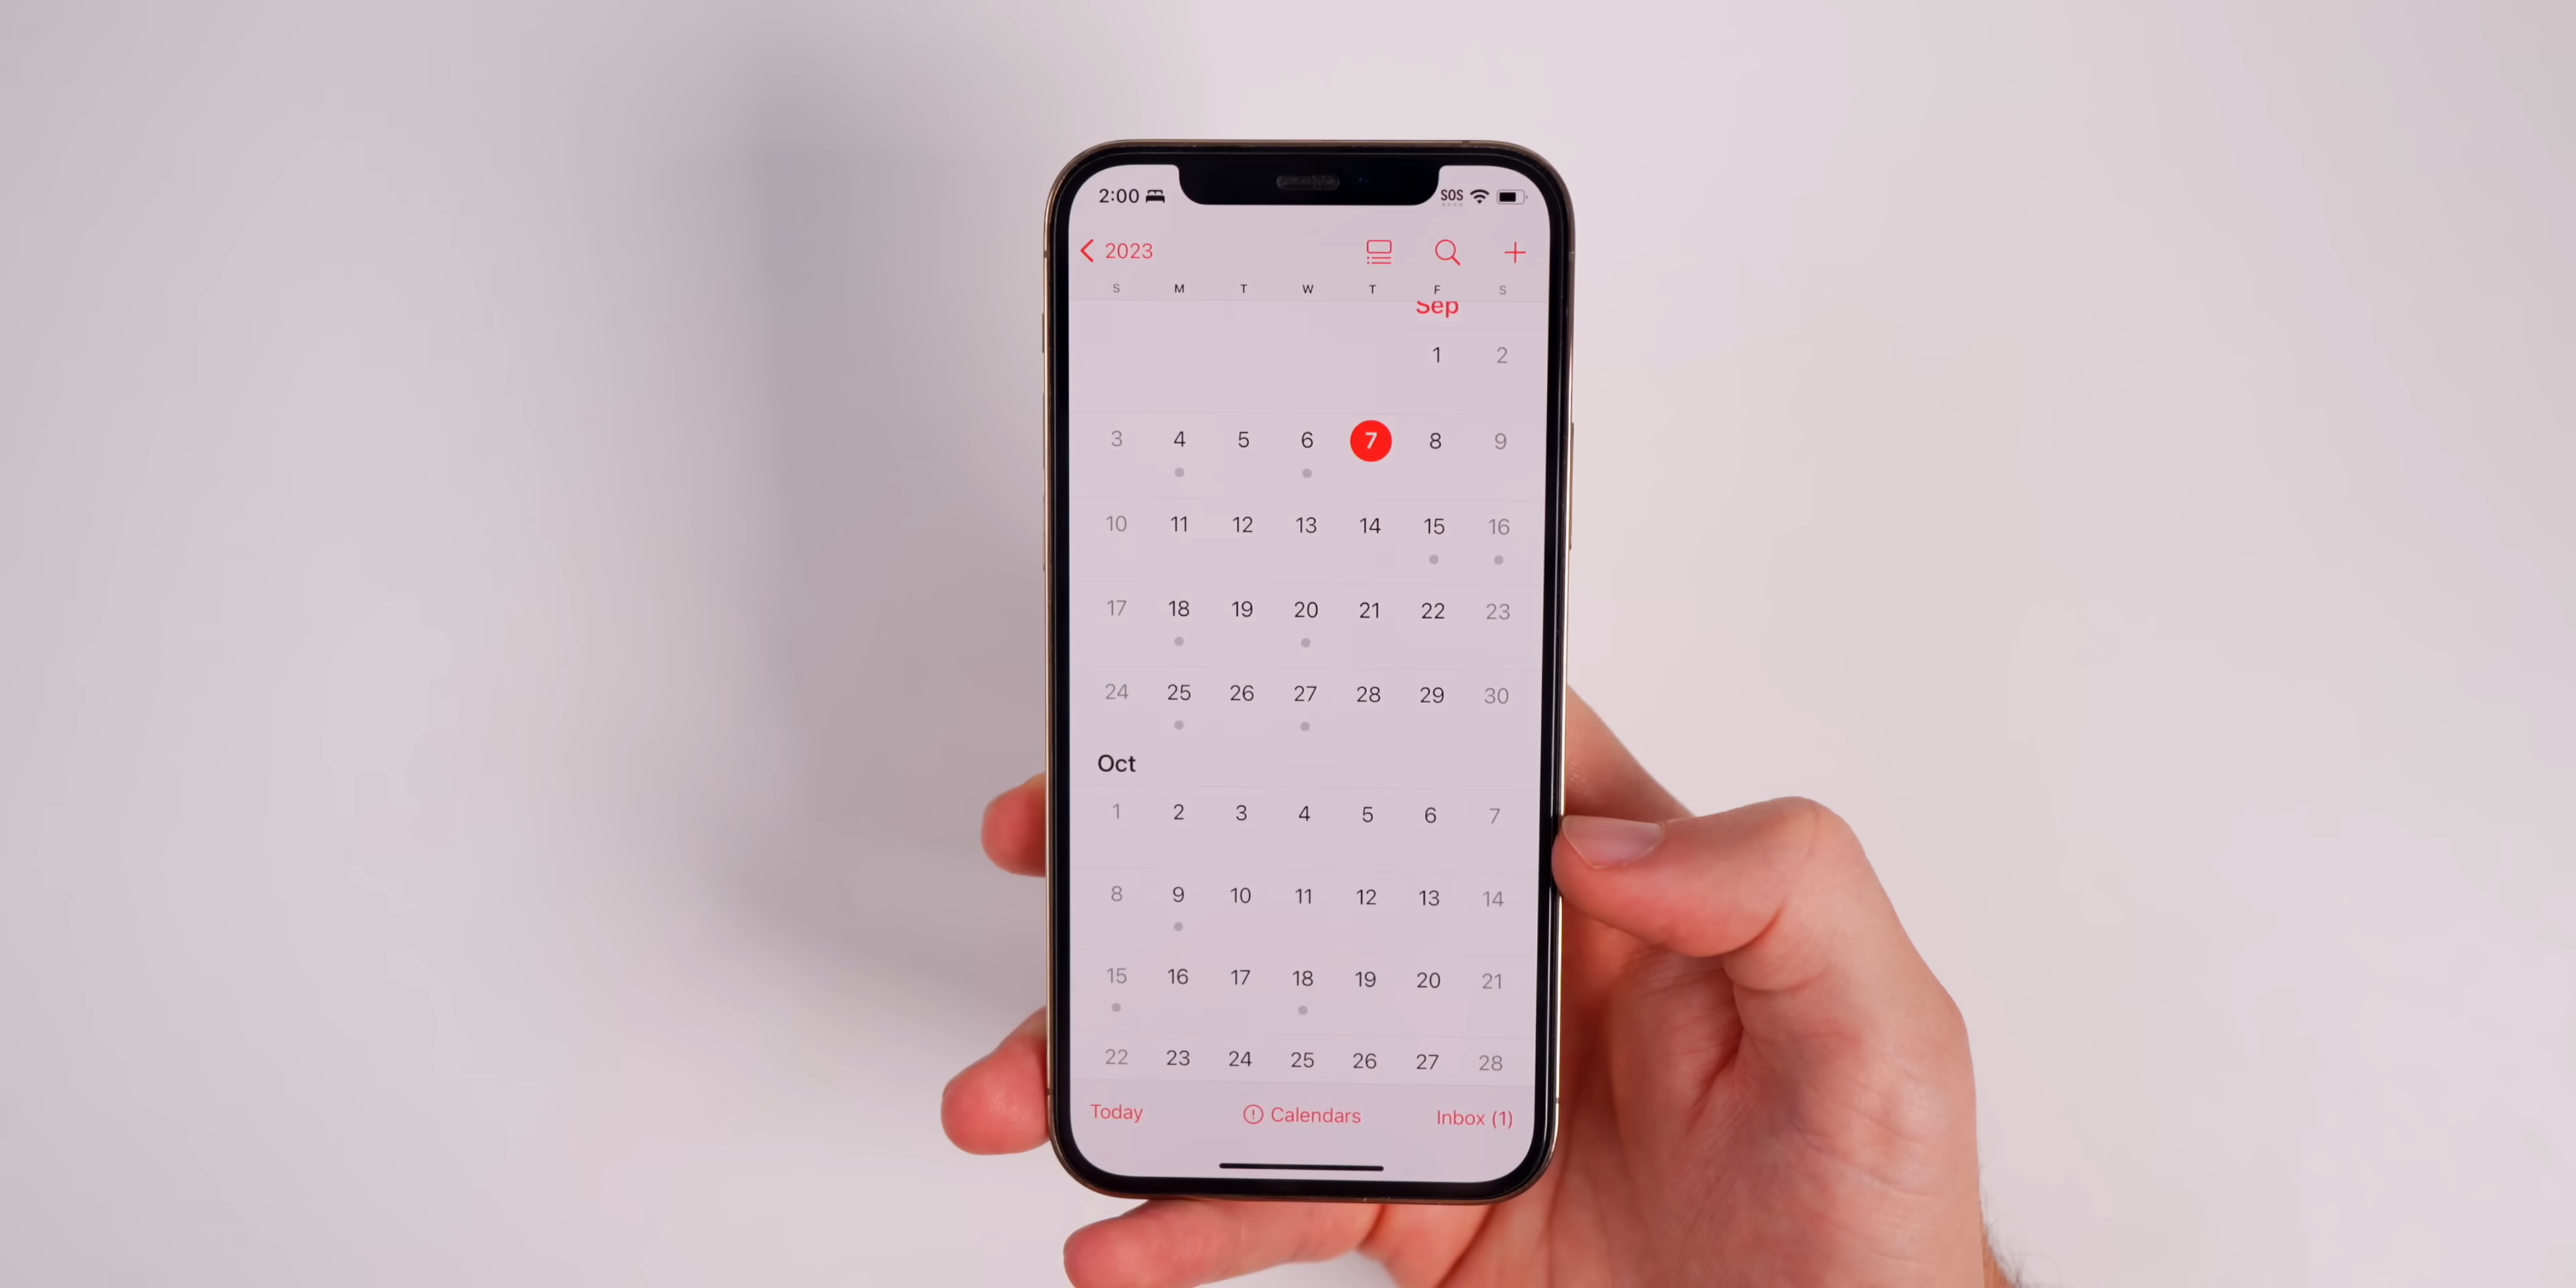 2:00 SOS
2023
S M T W T F S
Sep
1 2
3 4 5 6 7 8 9
10 11 12 13 14 15 16
17 18 19 20 21 22 23
24 25 26 27 28 29 30
Oct
1 2 3 4 5 6 7
8 9 10 11 12 13 14
15 16 17 18 19 20 21
22 23 24 25 26 27 28
Today Calendars Inbox (1)